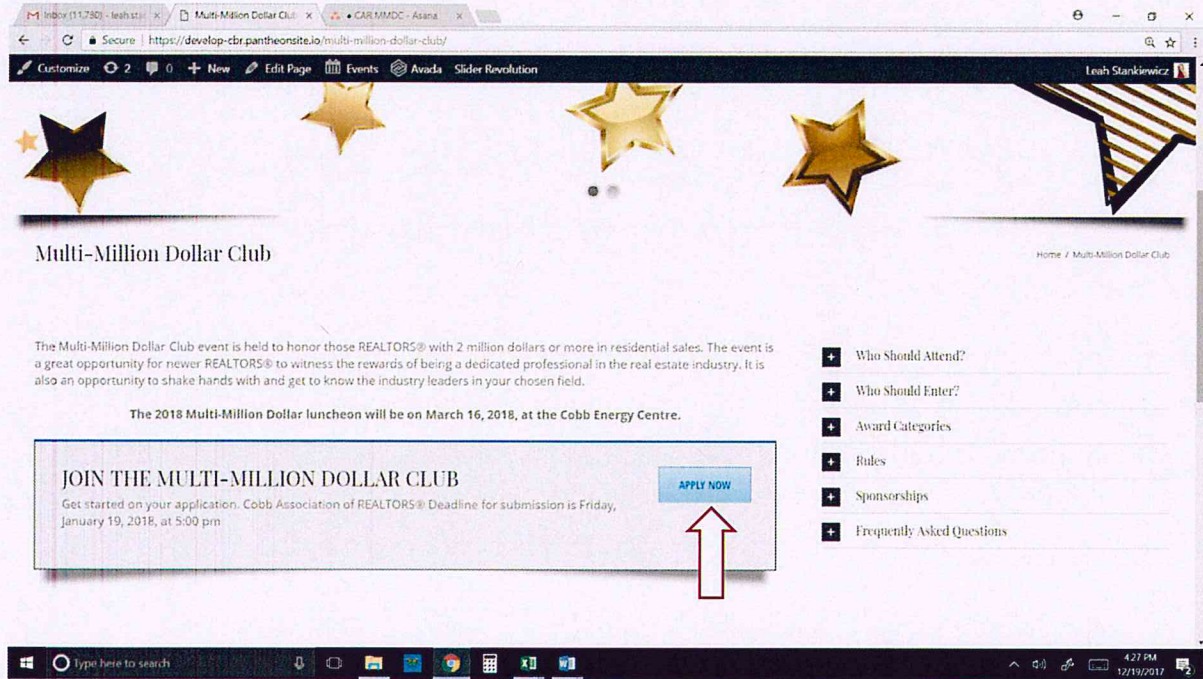 Inbox (11,750) - leah.sta
Multi-Million Dollar Clu
CAR MMDC - Asana
Secure https://develop-cbr.pantheonsite.io/multi-million-dollar-club/
Customize 2 0 New Edit Page Events Avada Slider Revolution Leah Stankiewicz
Multi-Million Dollar Club
Home / Multi-Million Dollar Club
The Multi-Million Dollar Club event is held to honor those REALTORS® with 2 million dollars or more in residential sales. The event is
a great opportunity for newer REALTORS® to witness the rewards of being a dedicated professional in the real estate industry. It is
also an opportunity to shake hands with and get to know the industry leaders in your chosen field.
The 2018 Multi-Million Dollar luncheon will be on March 16, 2018, at the Cobb Energy Centre.
JOIN THE MULTI-MILLION DOLLAR CLUB
Get started on your application. Cobb Association of REALTORS® Deadline for submission is Friday,
January 19, 2018, at 5:00 pm
APPLY NOW
Who Should Attend?
Who Should Enter?
Award Categories
Rules
Sponsorships
Frequently Asked Questions
Type here to search
4:27 PM
12/19/2017
2